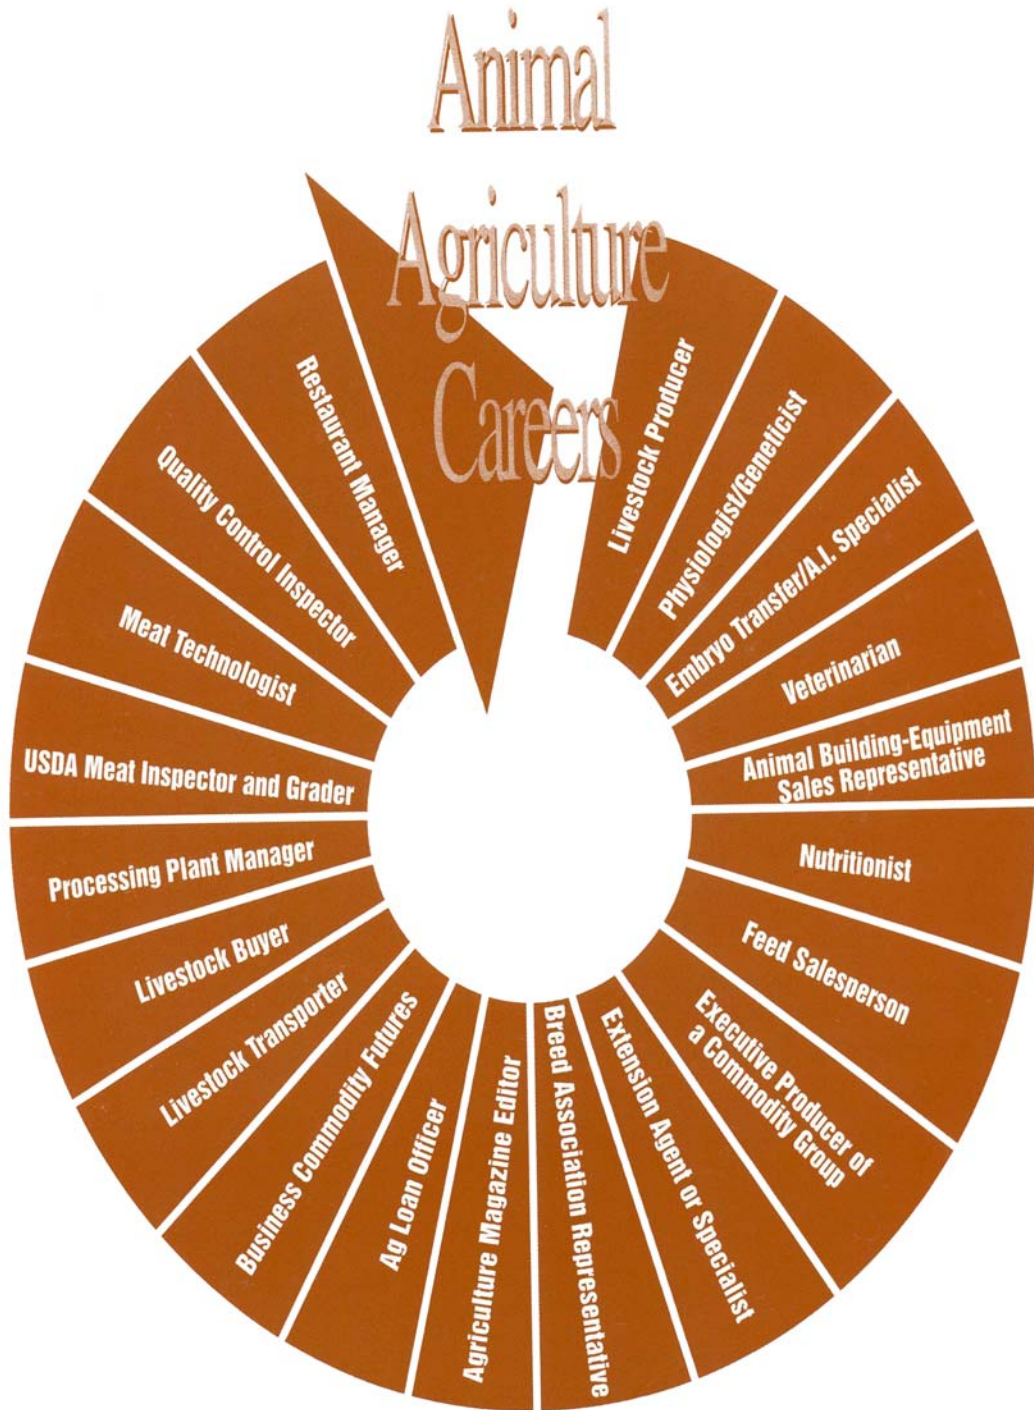 Animal
Agriculture
Careers
Livestock Producer
Physiologist/Geneticist
Embryo Transfer/A.I. Specialist
Veterinarian
Animal Building-Equipment
Sales Representative
Nutritionist
Feed Salesperson
Executive Producer of
a Commodity Group
Extension Agent or Specialist
Breed Association Representative
Agriculture Magazine Editor
Ag Loan Officer
Business Commodity Futures
Livestock Transporter
Livestock Buyer
Processing Plant Manager
USDA Meat Inspector and Grader
Meat Technologist
Quality Control Inspector
Restaurant Manager